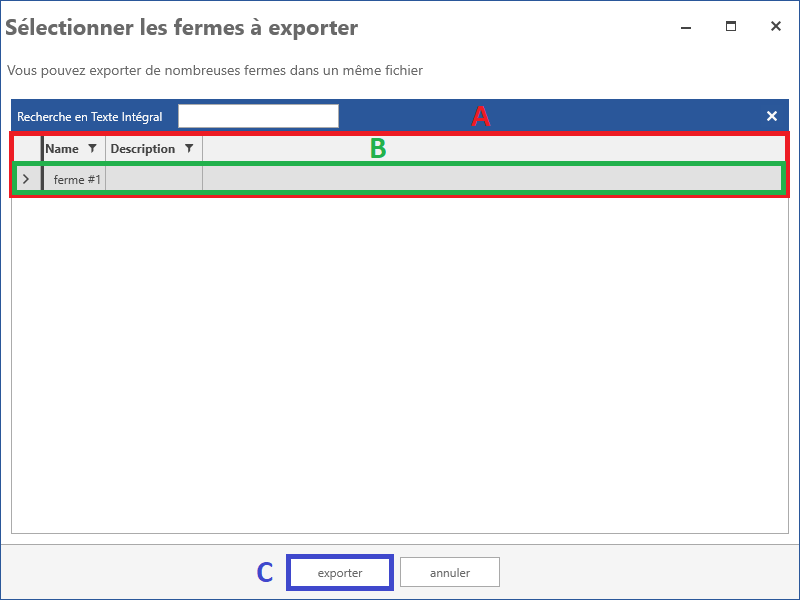 Sélectionner les fermes à exporter
Vous pouvez exporter de nombreuses fermes dans un même fichier
Recherche en Texte Intégral A
B
Name Description
ferme #1
C exporter annuler